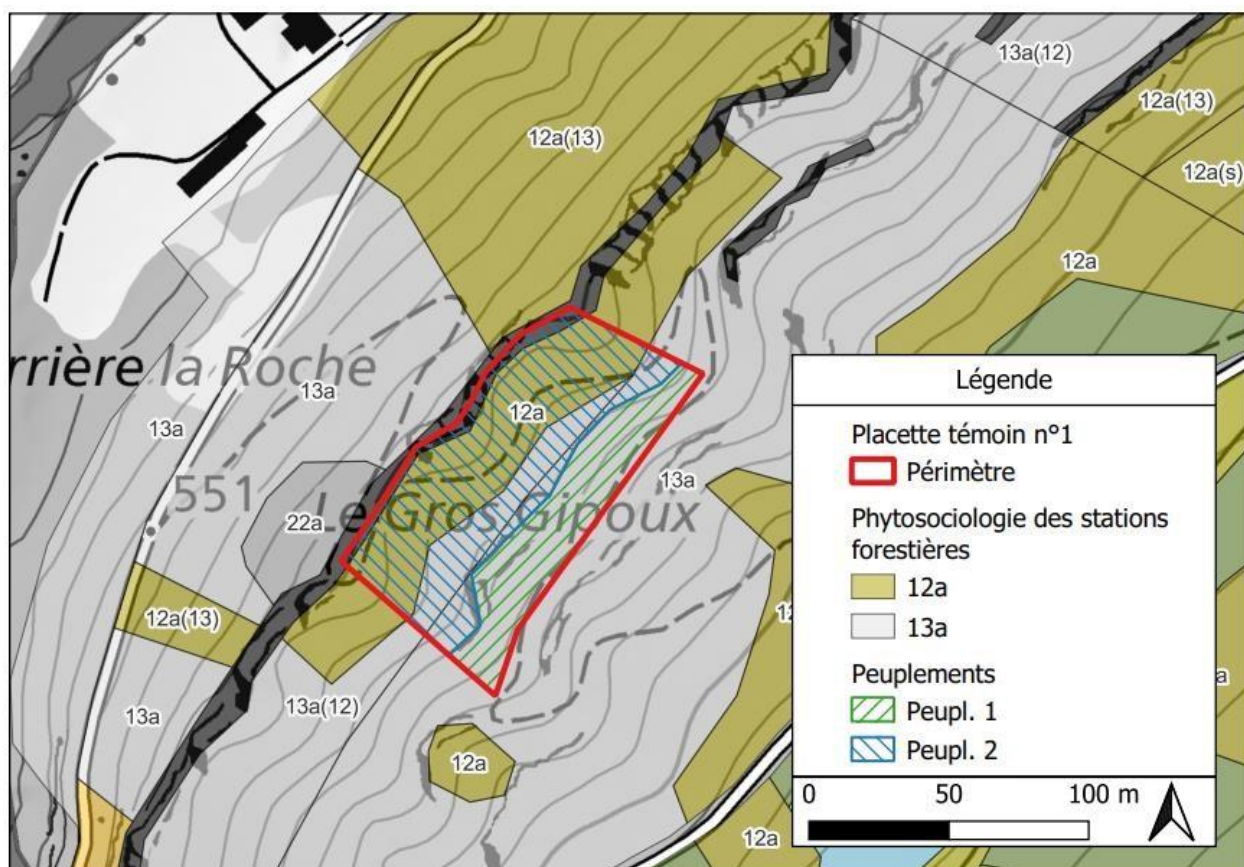 13a(12)
12a(13)
12a(13)
12a(s)
12a
rrière la Roche
13a
13a
12a
551
Le Gros Gipoux
13a
22a
12a(13)
13a
13a(12)
12a
12a
Légende
Placette témoin n°1
Périmètre
Phytosociologie des stations
forestières
12a
13a
Peuplements
Peupl. 1
Peupl. 2
0 50 100 m